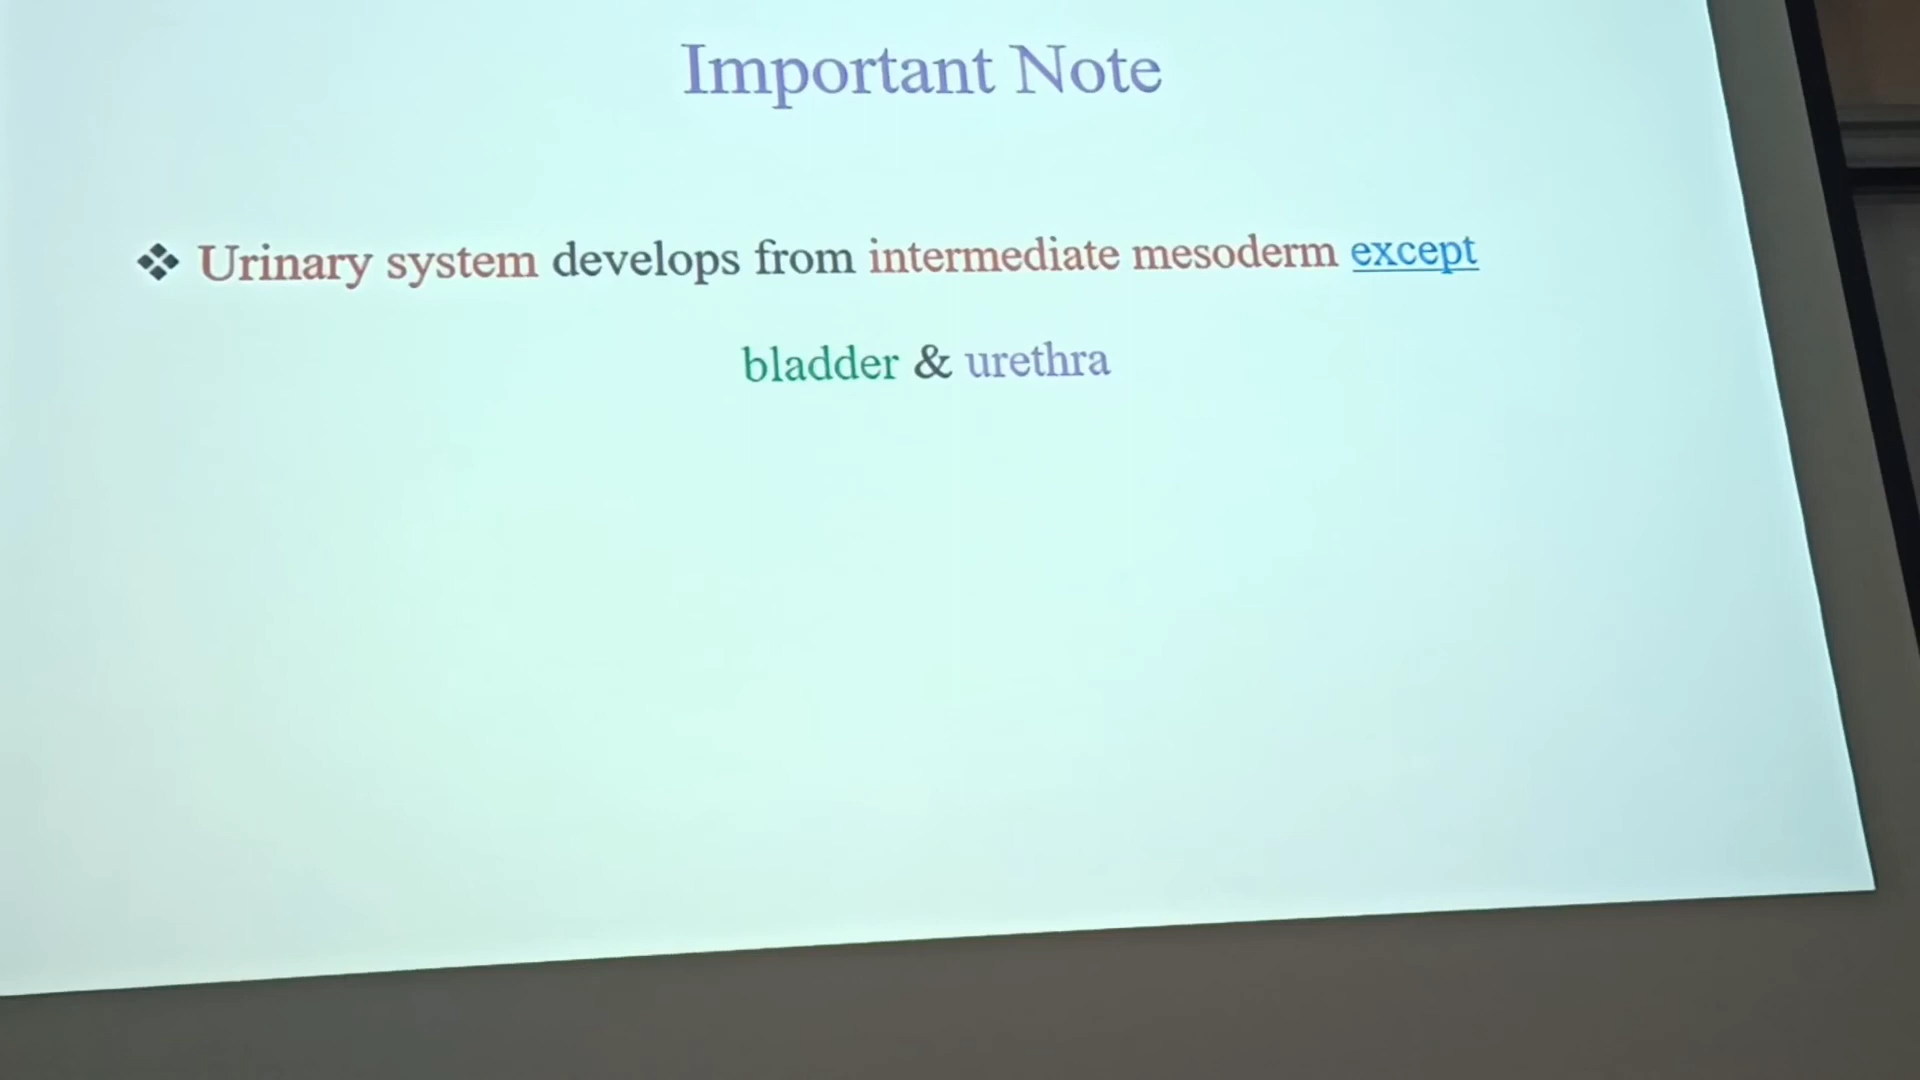 Important Note
❖ Urinary system develops from intermediate mesoderm except
bladder & urethra